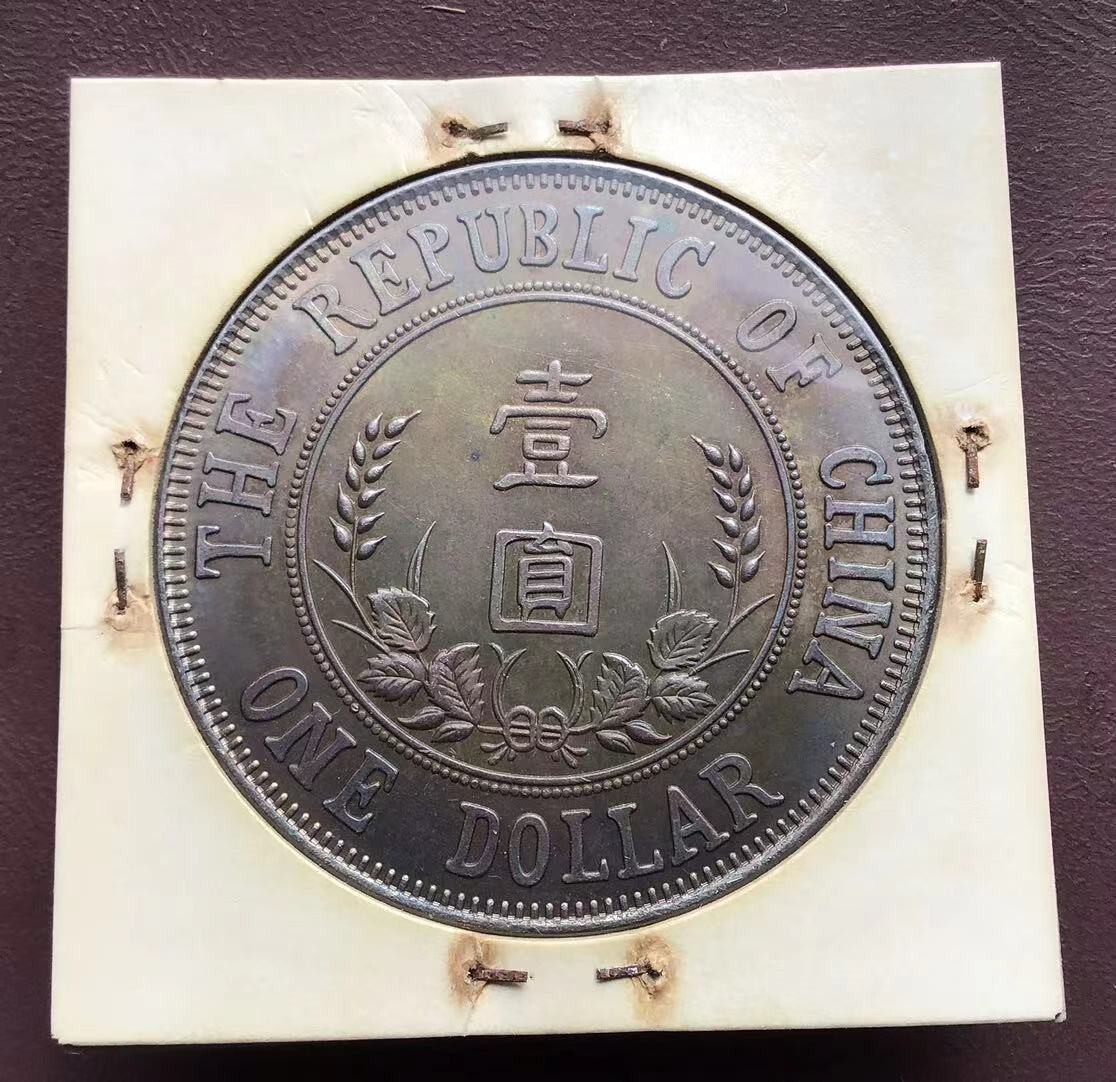 THE REPUBLIC OF CHINA
壹
圓
ONE DOLLAR